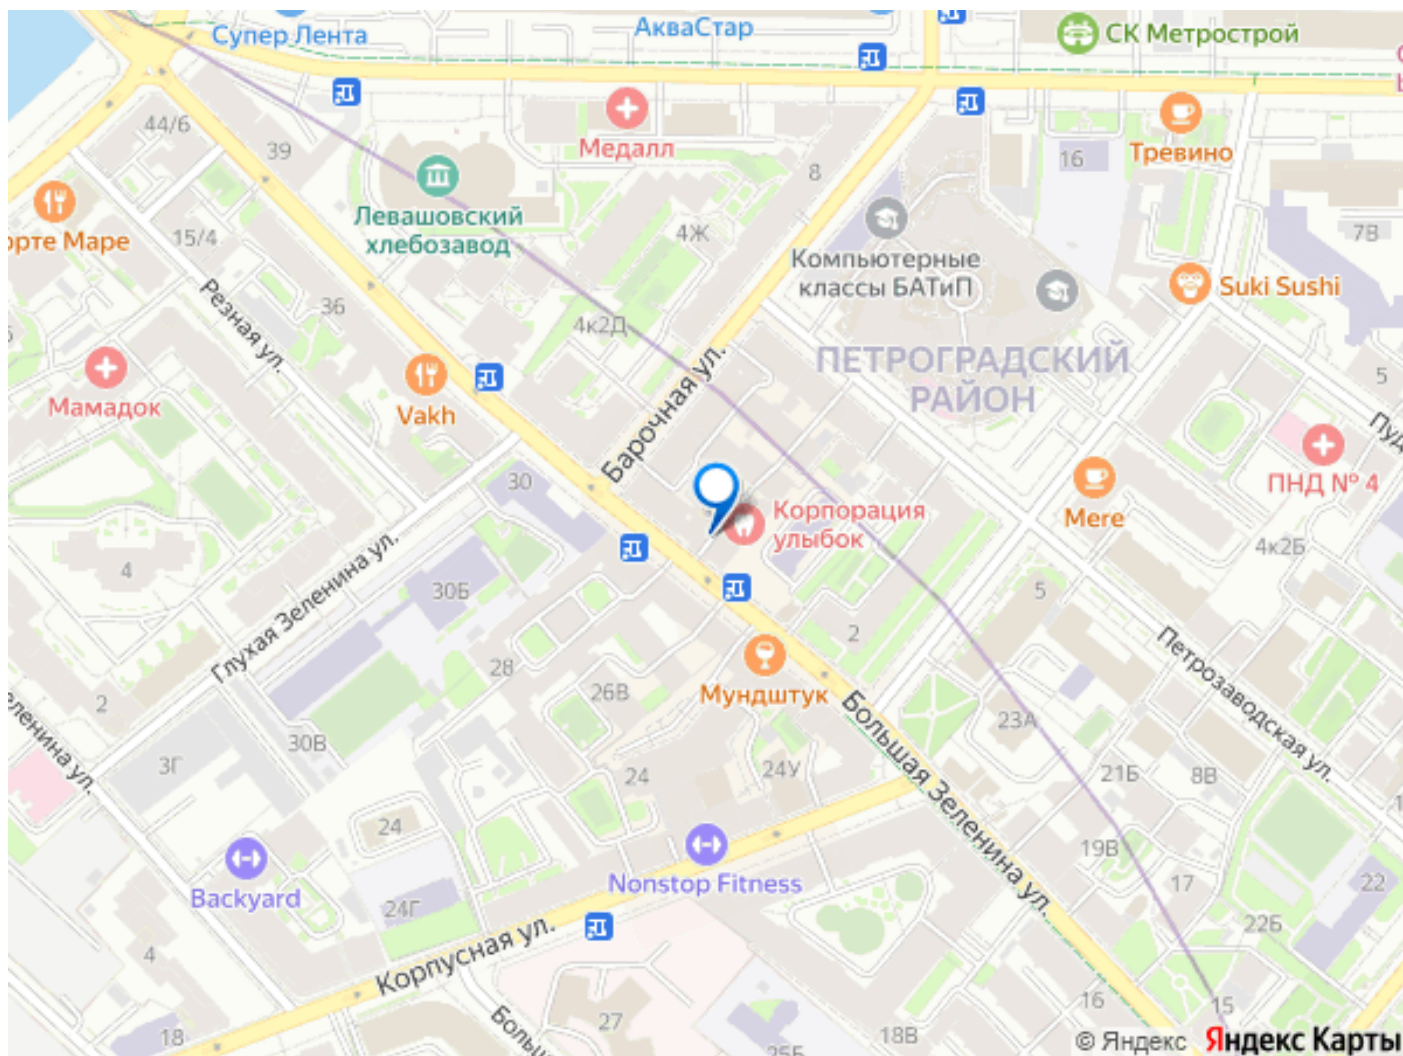 Супер Лента
АкваСтар
СК Метрострой
44/6
39
Медалл
8
16
Тревино
Левашовский
хлебозавод
4Ж
Компьютерные
классы БАТиП
7В
орте Маре
15/4
Резная ул.
36
4к2Д
Suki Sushi
ПЕТРОГРАДСКИЙ
РАЙОН
5
Мамадок
Vakh
Барочная ул.
ПНД № 4
30
Mere
Корпорация
улыбок
4к2Б
4
Глухая Зеленина ул.
30Б
5
2
28
26В
Мундштук
Петрозаводская ул.
2
еленина ул.
30В
3Г
24
24У
Большая Зеленина ул.
23А
21Б
8В
24
Backyard
Nonstop Fitness
19В
17
22
24Г
22Б
4
Корпусная ул.
18
27
16
15
18В
25Б
© Яндекс Яндекс Карты